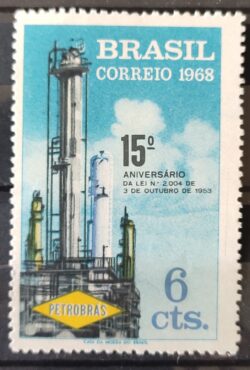 BRASIL
CORREIO 1968
15º
ANIVERSÁRIO
DA LEI Nº 2.004 DE
3 DE OUTUBRO DE 1953
6
cts.
PETROBRAS
CASA DA MOEDA DO BRASIL